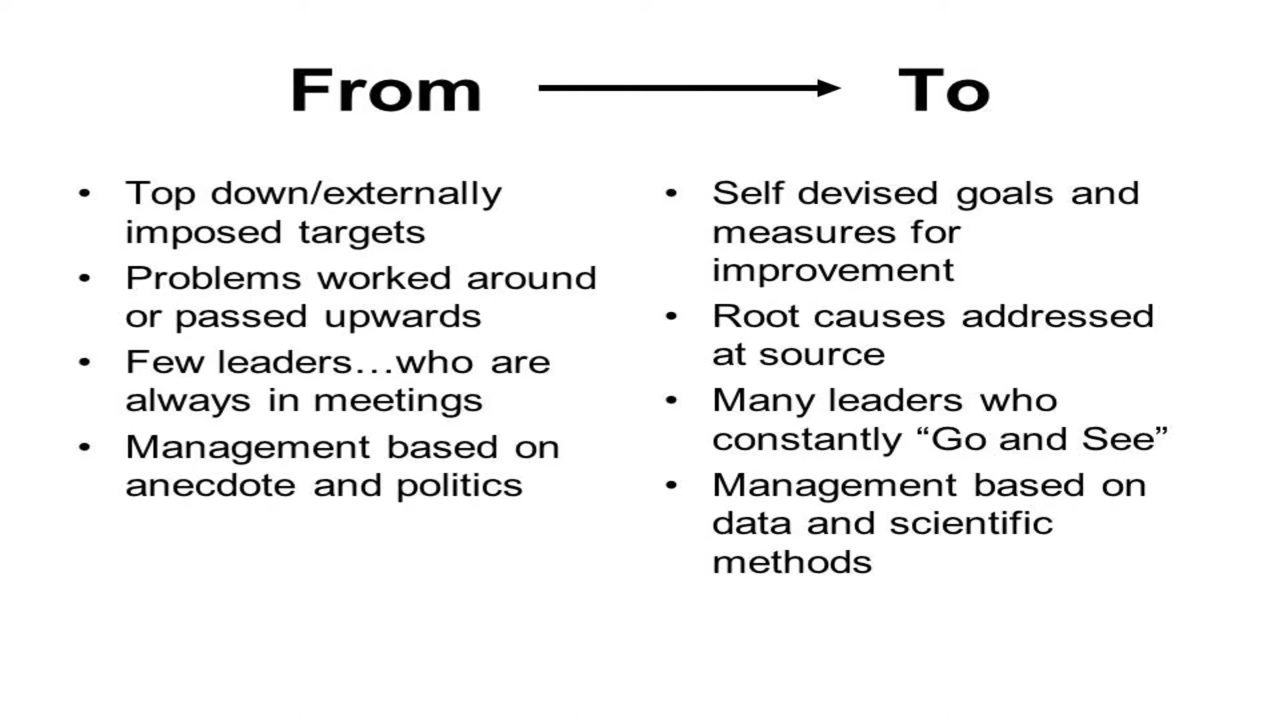 From
To
• Top down/externally
imposed targets
• Problems worked around
or passed upwards
• Few leaders…who are
always in meetings
• Management based on
anecdote and politics
• Self devised goals and
measures for
improvement
• Root causes addressed
at source
• Many leaders who
constantly “Go and See”
• Management based on
data and scientific
methods